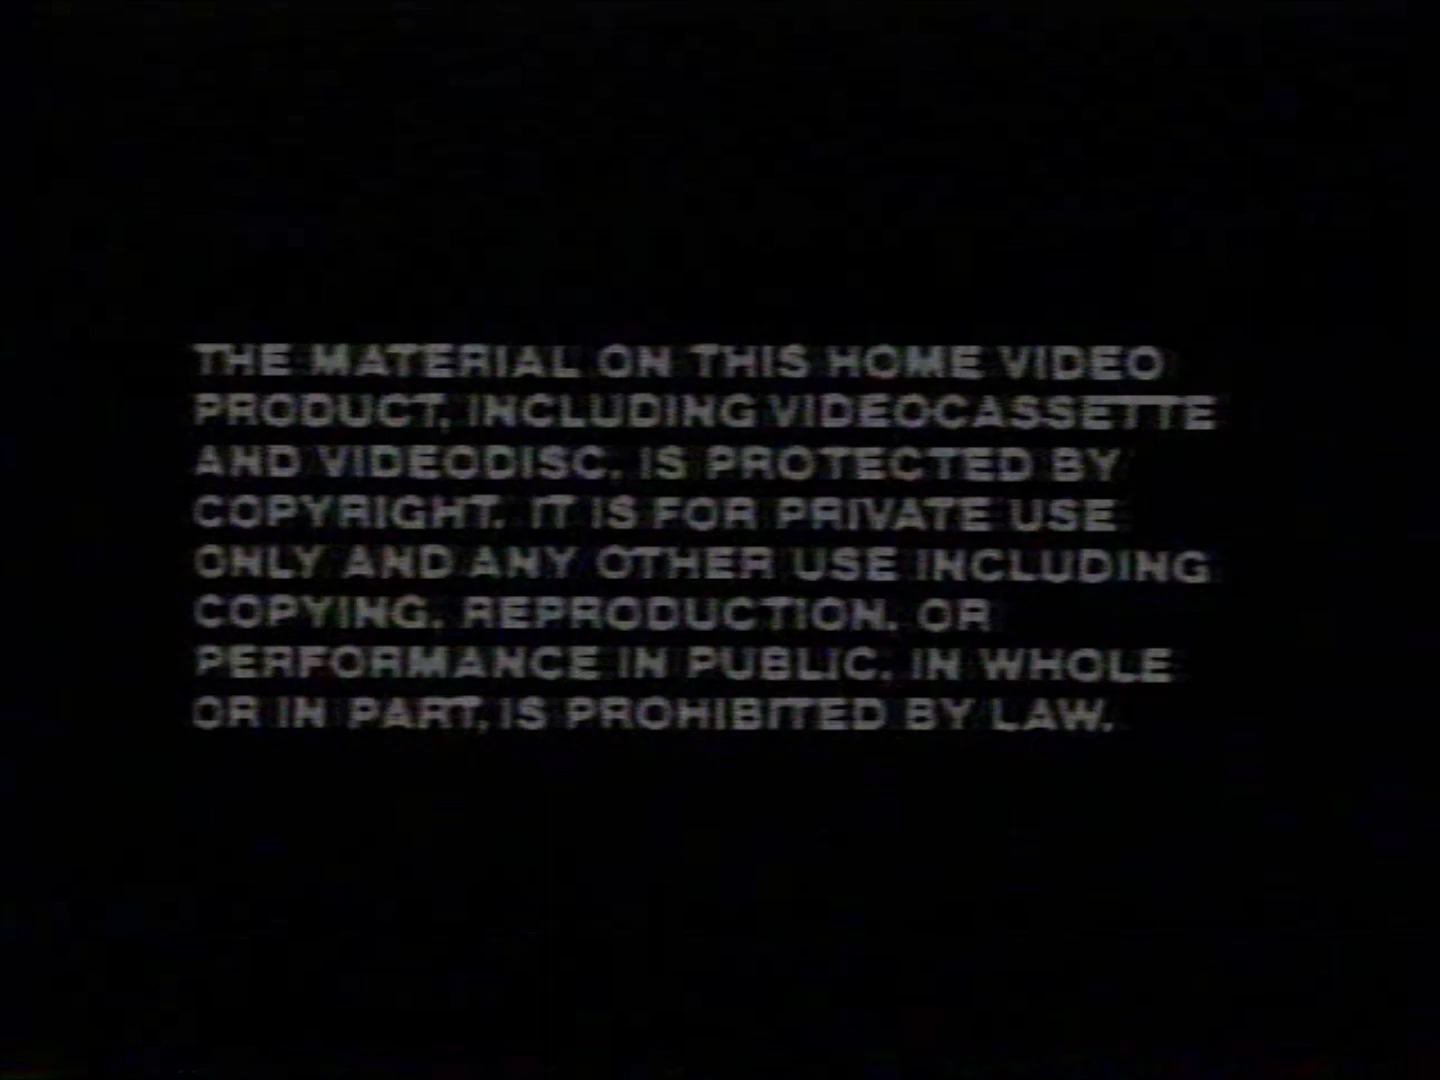 THE MATERIAL ON THIS HOME VIDEO
PRODUCT, INCLUDING VIDEOCASSETTE
AND VIDEODISC, IS PROTECTED BY
COPYRIGHT. IT IS FOR PRIVATE USE
ONLY AND ANY OTHER USE INCLUDING
COPYING, REPRODUCTION, OR
PERFORMANCE IN PUBLIC, IN WHOLE
OR IN PART, IS PROHIBITED BY LAW.